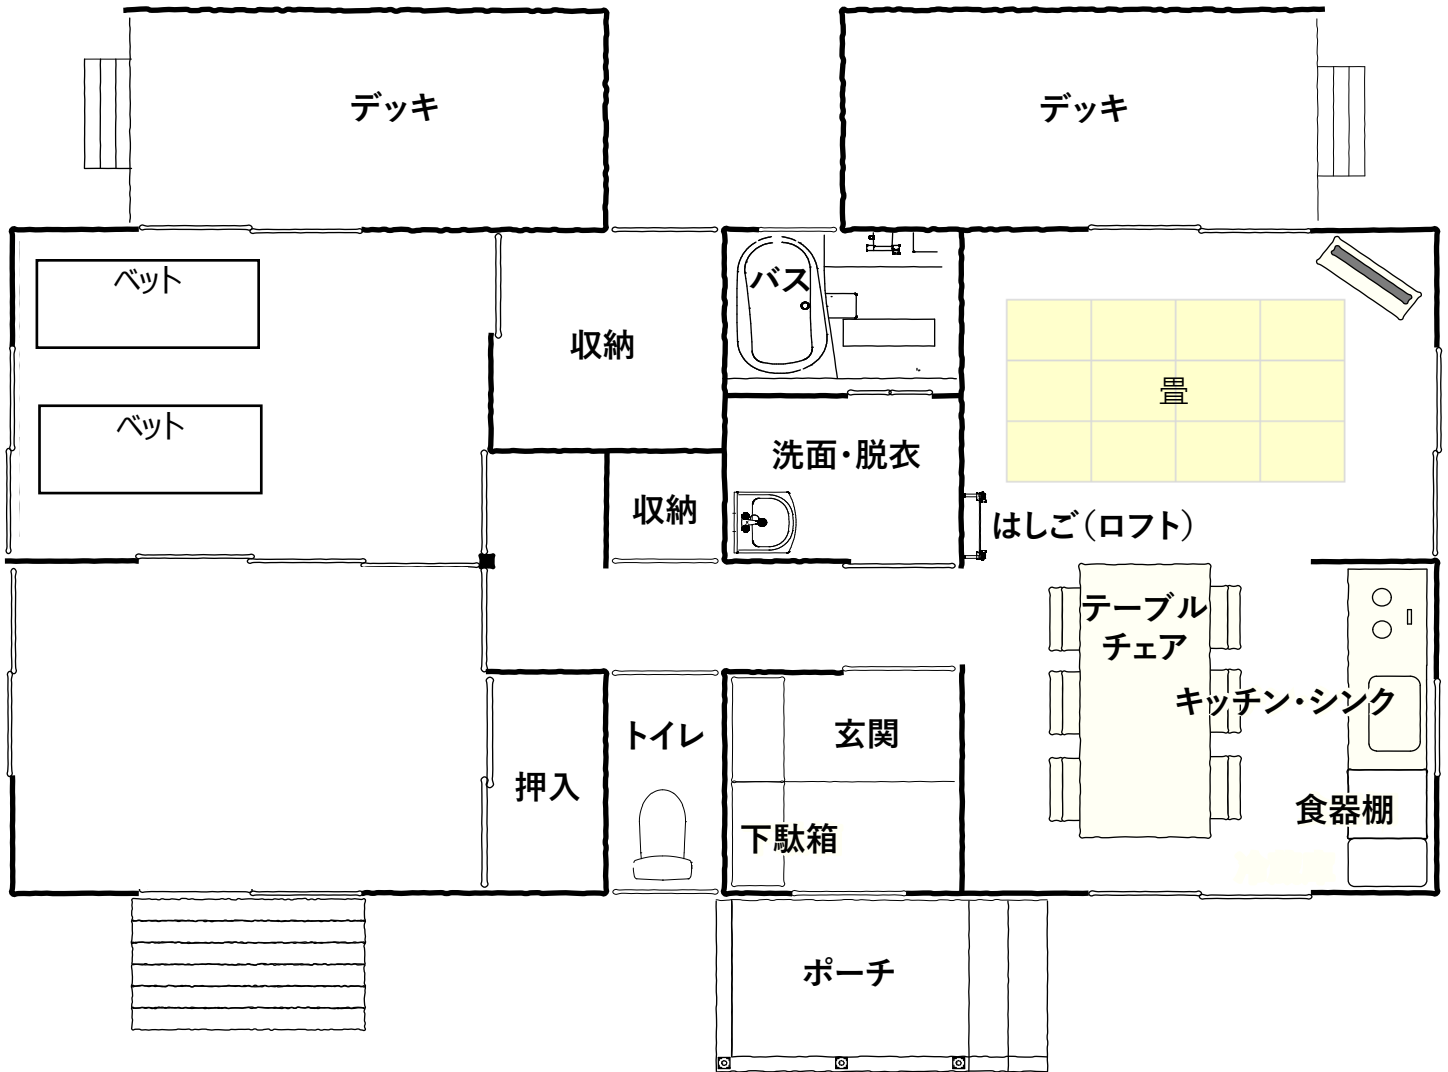 デッキ
デッキ
ベット
バス
収納
畳
ベット
洗面・脱衣
収納
はしご（ロフト）
テーブル
チェア
キッチン・シンク
トイレ
玄関
押入
食器棚
下駄箱
ポーチ